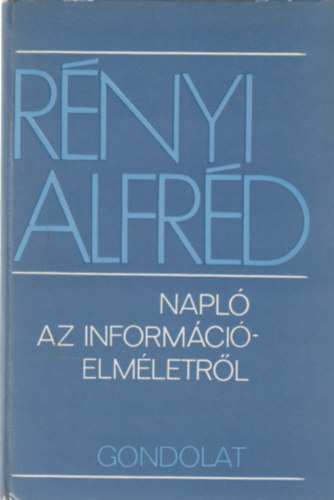 RÉNYI
ALFRÉD
NAPLÓ
AZ INFORMÁCIÓ-
ELMÉLETRŐL
GONDOLAT